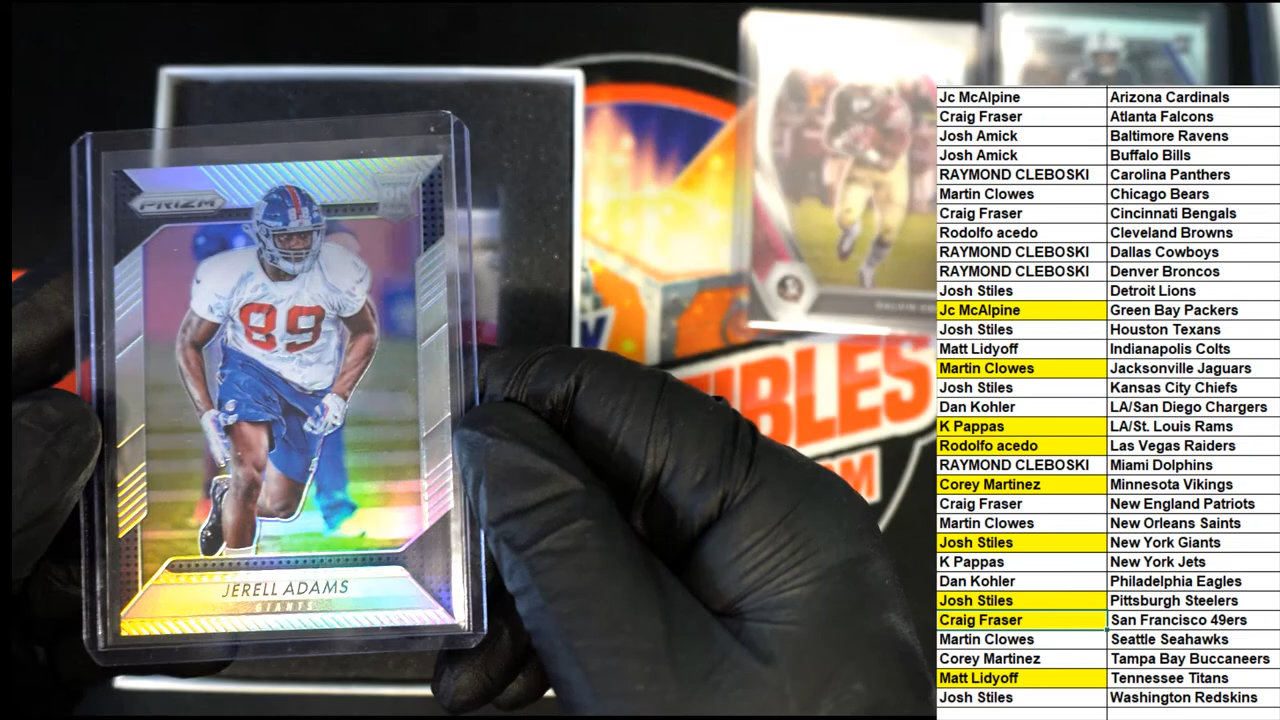 PRIZM
89
JERELL ADAMS
GIANTS
IBLES
Jc McAlpine Arizona Cardinals
Craig Fraser Atlanta Falcons
Josh Amick Baltimore Ravens
Josh Amick Buffalo Bills
RAYMOND CLEBOSKI Carolina Panthers
Martin Clowes Chicago Bears
Craig Fraser Cincinnati Bengals
Rodolfo acedo Cleveland Browns
RAYMOND CLEBOSKI Dallas Cowboys
RAYMOND CLEBOSKI Denver Broncos
Josh Stiles Detroit Lions
Jc McAlpine Green Bay Packers
Josh Stiles Houston Texans
Matt Lidyoff Indianapolis Colts
Martin Clowes Jacksonville Jaguars
Josh Stiles Kansas City Chiefs
Dan Kohler LA/San Diego Chargers
K Pappas LA/St. Louis Rams
Rodolfo acedo Las Vegas Raiders
RAYMOND CLEBOSKI Miami Dolphins
Corey Martinez Minnesota Vikings
Craig Fraser New England Patriots
Martin Clowes New Orleans Saints
Josh Stiles New York Giants
K Pappas New York Jets
Dan Kohler Philadelphia Eagles
Josh Stiles Pittsburgh Steelers
Craig Fraser San Francisco 49ers
Martin Clowes Seattle Seahawks
Corey Martinez Tampa Bay Buccaneers
Matt Lidyoff Tennessee Titans
Josh Stiles Washington Redskins